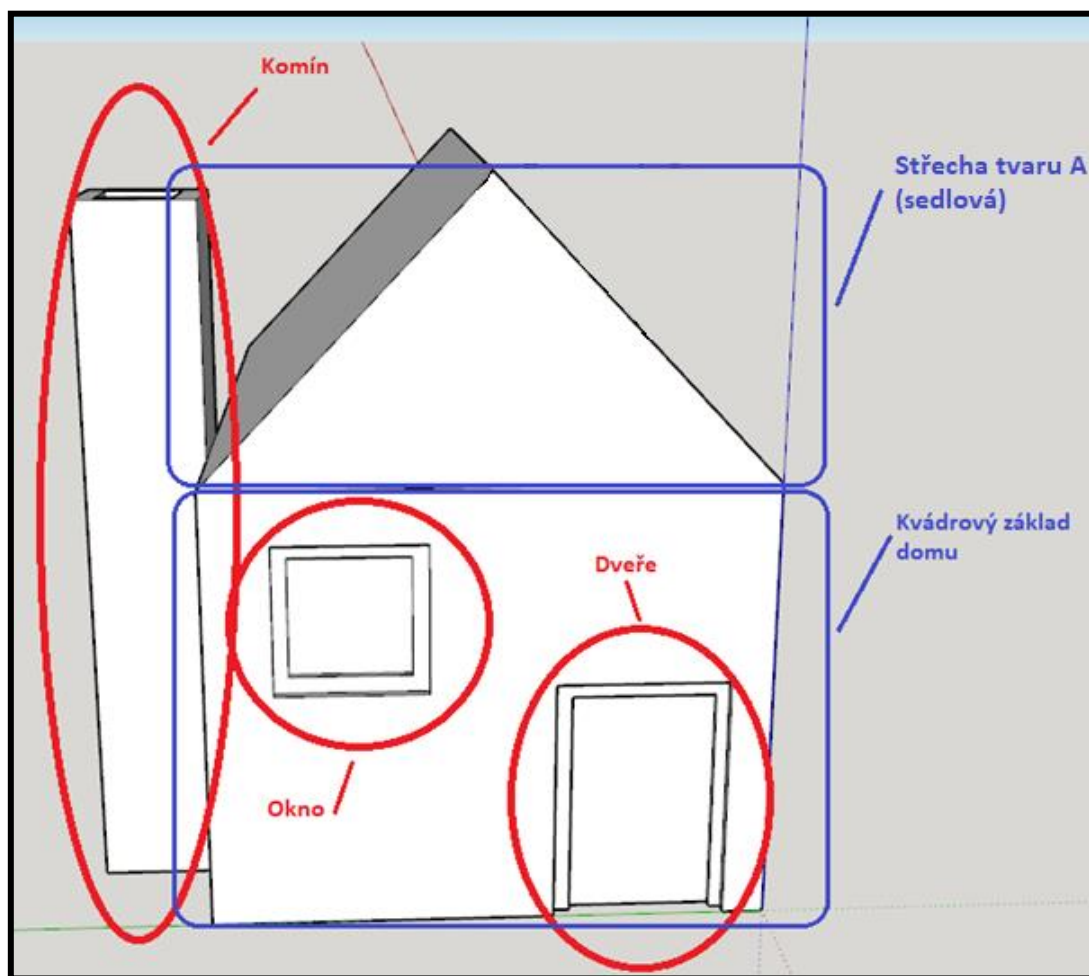 Komín
Střecha tvaru A
(sedlová)
Kvádrový základ
domu
Dveře
Okno